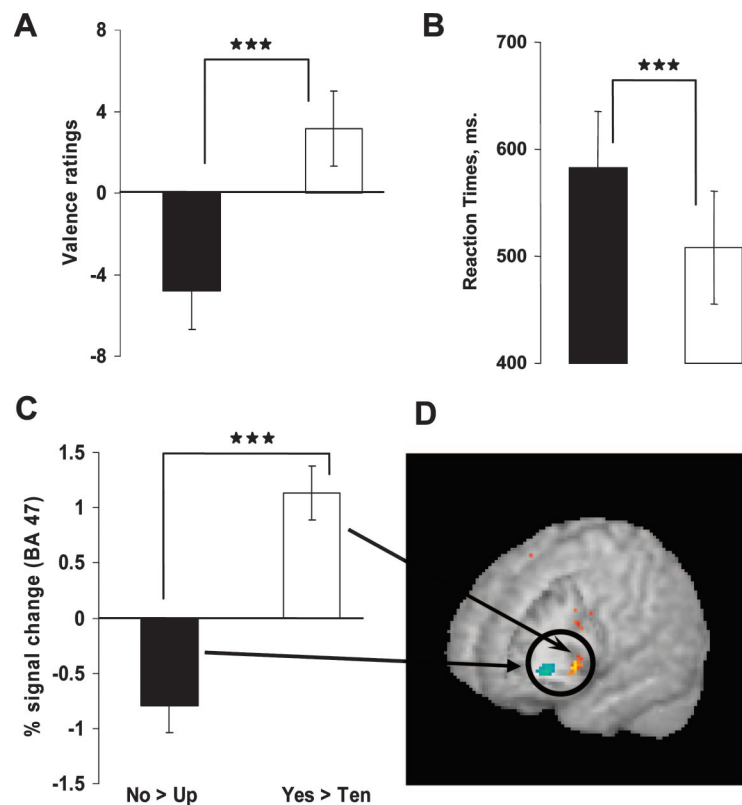 A
Valence ratings
8
4
0
-4
-8
★★★
B
Reaction Times, ms.
700
600
500
400
★★★
C
% signal change (BA 47)
1.5
1
0.5
0
-0.5
-1
-1.5
★★★
No > Up
Yes > Ten
D